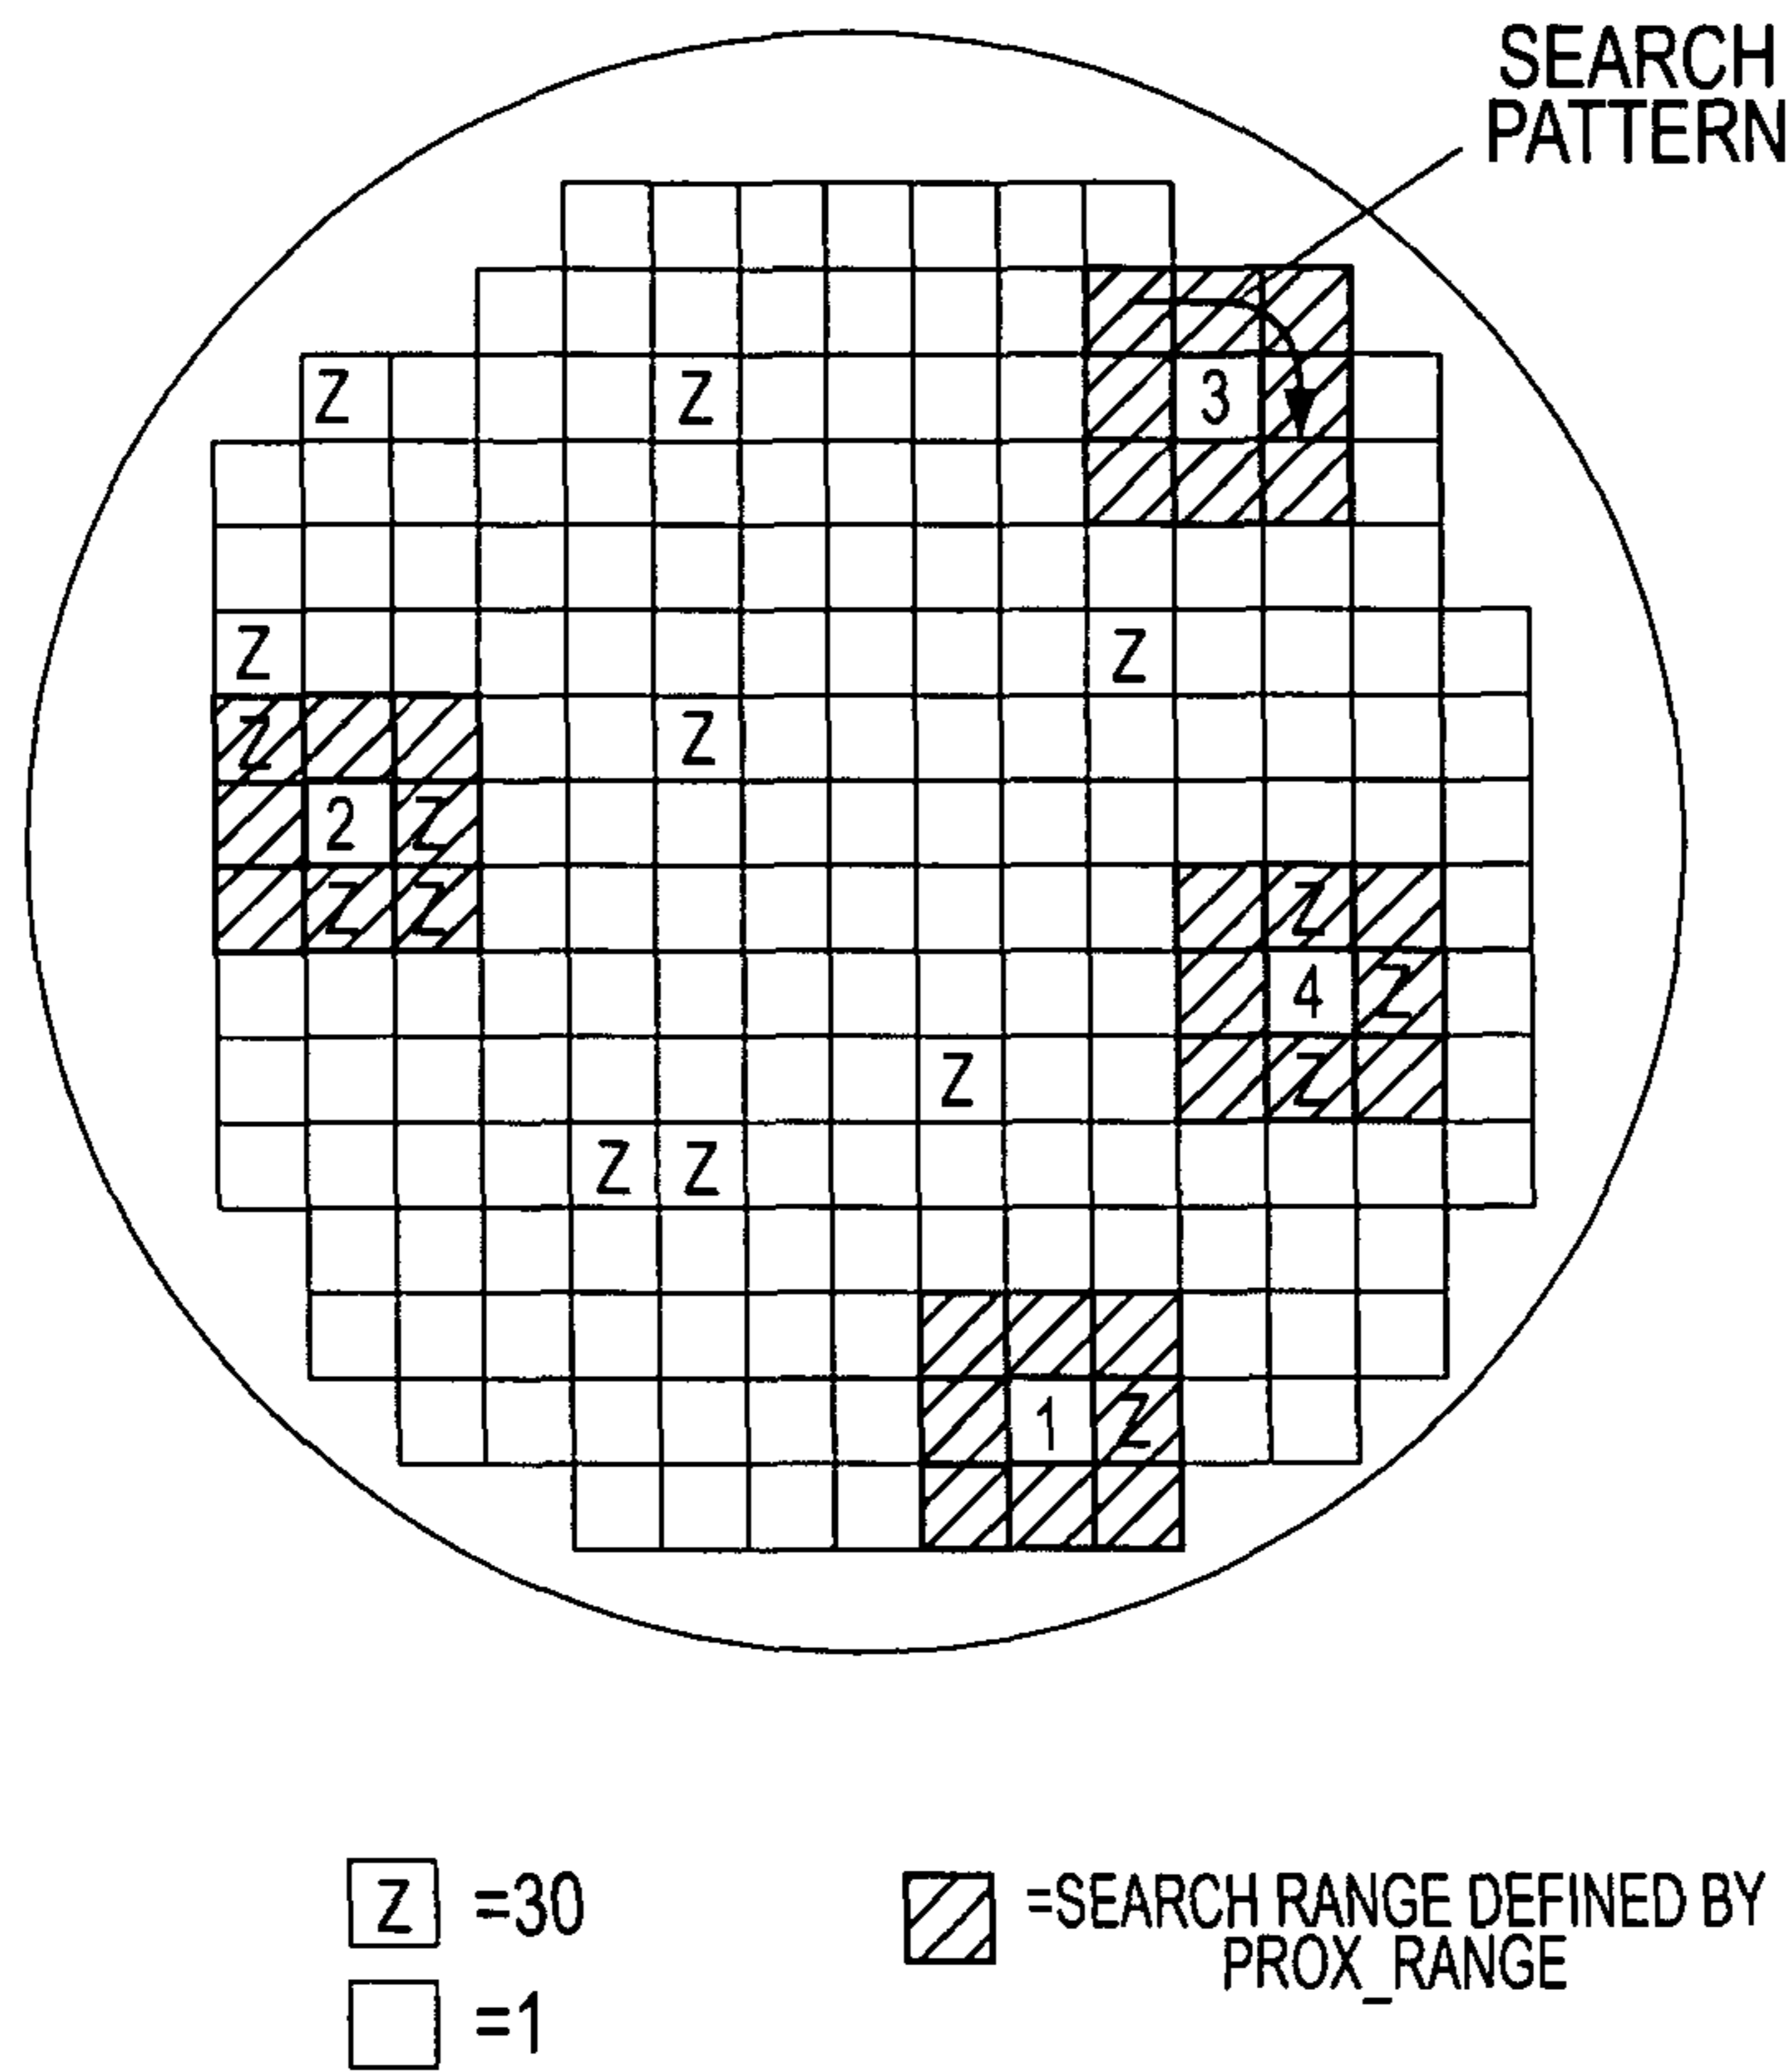 SEARCH
PATTERN
Z Z 3
Z Z
Z Z
2 Z
Z Z Z
4 Z
Z Z
Z Z
1 Z
Z =30
=SEARCH RANGE DEFINED BY
PROX_RANGE
=1